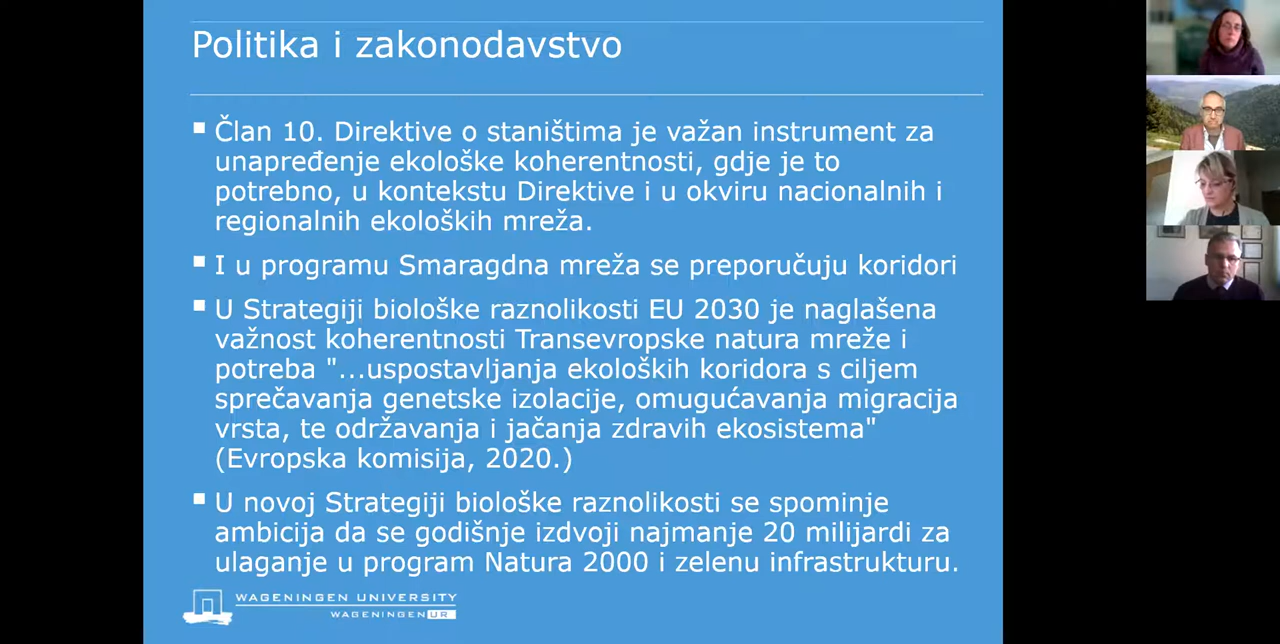 Politika i zakonodavstvo
Član 10. Direktive o staništima je važan instrument za
unapređenje ekološke koherentnosti, gdje je to
potrebno, u kontekstu Direktive i u okviru nacionalnih i
regionalnih ekoloških mreža.
I u programu Smaragdna mreža se preporučuju koridori
U Strategiji biološke raznolikosti EU 2030 je naglašena
važnost koherentnosti Transevropske natura mreže i
potreba "...uspostavljanja ekoloških koridora s ciljem
sprečavanja genetske izolacije, omugućavanja migracija
vrsta, te održavanja i jačanja zdravih ekosistema"
(Evropska komisija, 2020.)
U novoj Strategiji biološke raznolikosti se spominje
ambicija da se godišnje izdvoji najmanje 20 milijardi za
ulaganje u program Natura 2000 i zelenu infrastrukturu.
WAGENINGEN UNIVERSITY
WAGENINGEN UR